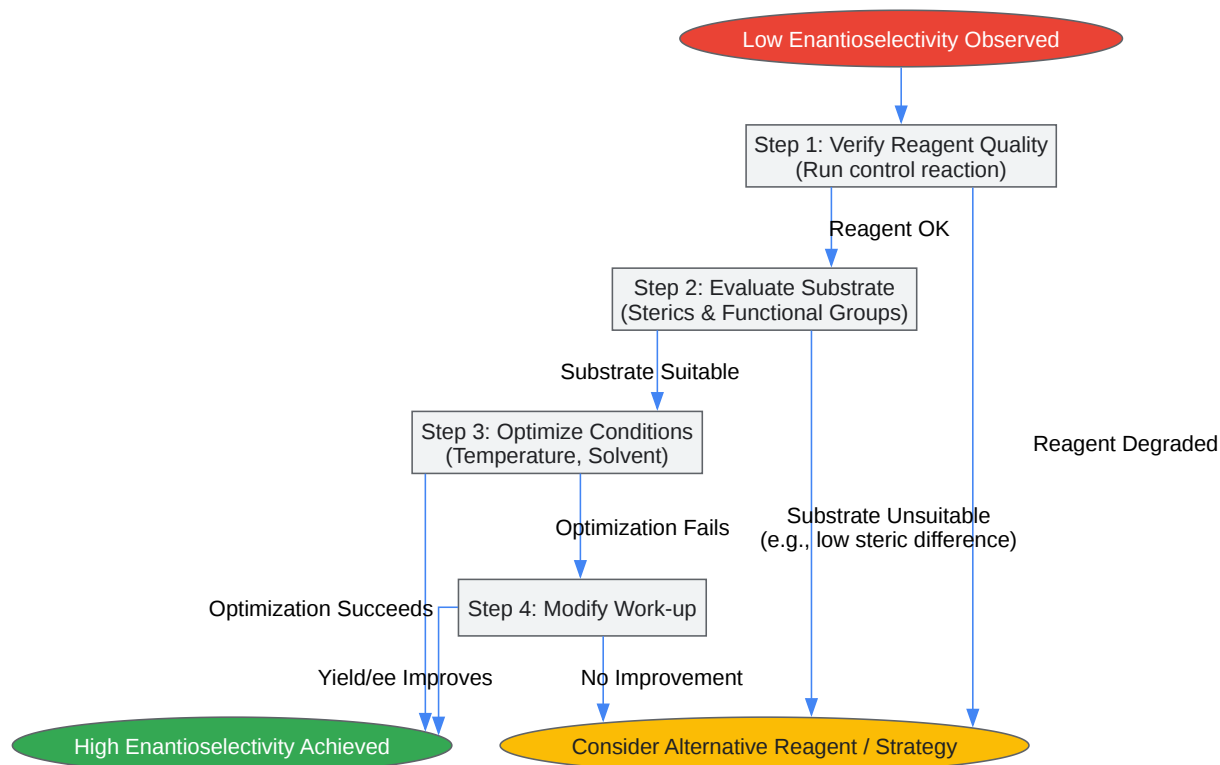 Low Enantioselectivity Observed
Step 1: Verify Reagent Quality
(Run control reaction)
Reagent OK
Step 2: Evaluate Substrate
(Sterics & Functional Groups)
Substrate Suitable
Step 3: Optimize Conditions
(Temperature, Solvent)
Reagent Degraded
Optimization Fails
Substrate Unsuitable
(e.g., low steric difference)
Step 4: Modify Work-up
Optimization Succeeds
Yield/ee Improves
No Improvement
High Enantioselectivity Achieved
Consider Alternative Reagent / Strategy